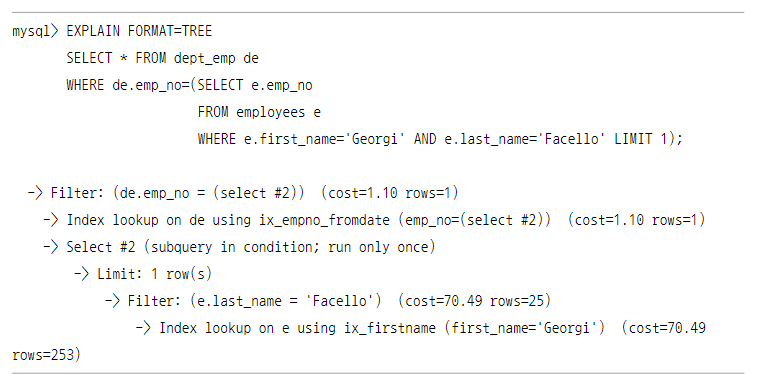 mysql> EXPLAIN FORMAT=TREE
       SELECT * FROM dept_emp de
       WHERE de.emp_no=(SELECT e.emp_no
                        FROM employees e
                        WHERE e.first_name='Georgi' AND e.last_name='Facello' LIMIT 1);

  -> Filter: (de.emp_no = (select #2))  (cost=1.10 rows=1)
    -> Index lookup on de using ix_empno_fromdate (emp_no=(select #2))  (cost=1.10 rows=1)
    -> Select #2 (subquery in condition; run only once)
        -> Limit: 1 row(s)
            -> Filter: (e.last_name = 'Facello')  (cost=70.49 rows=25)
                -> Index lookup on e using ix_firstname (first_name='Georgi')  (cost=70.49
rows=253)